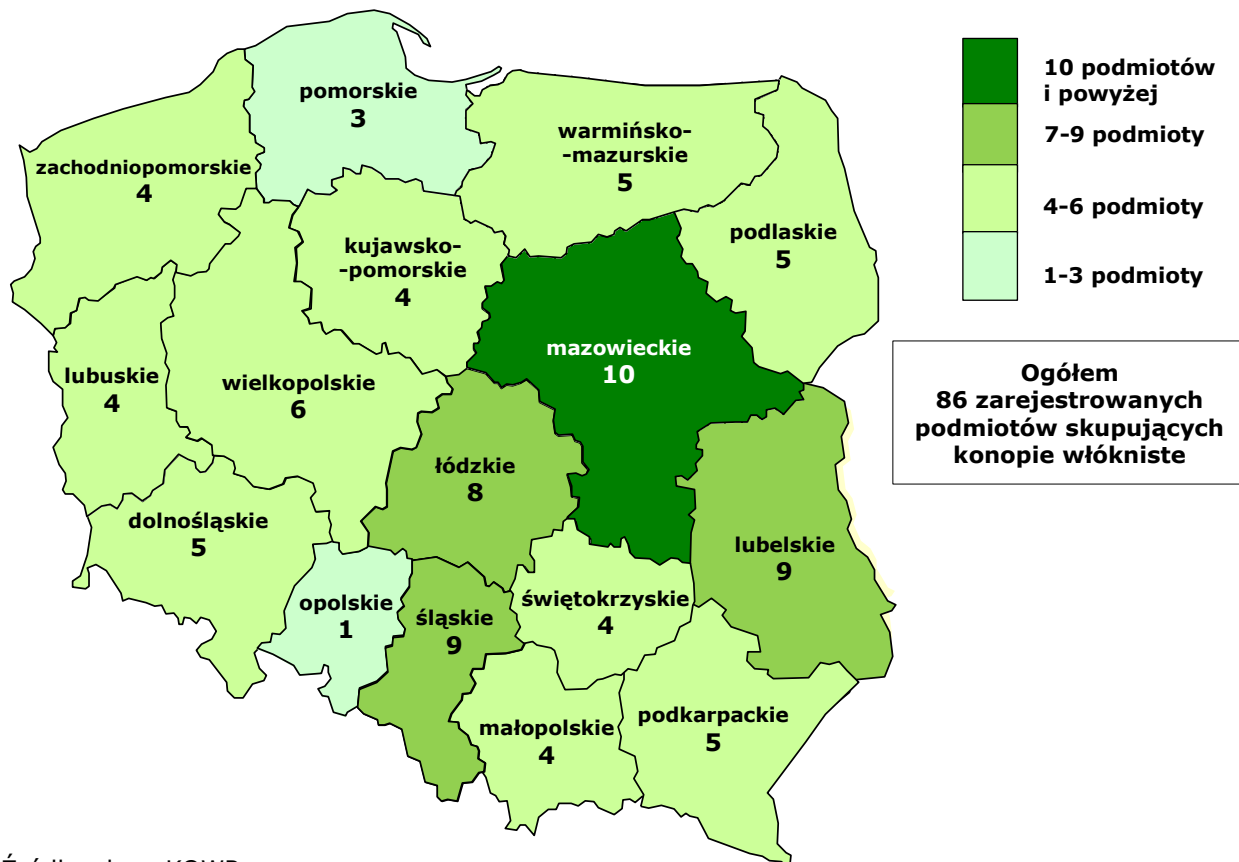 pomorskie
3
warmińsko-
-mazurskie
5
zachodniopomorskie
4
podlaskie
5
kujawsko-
-pomorskie
4
mazowieckie
10
lubuskie
4
wielkopolskie
6
łódzkie
8
dolnośląskie
5
lubelskie
9
opolskie
1
śląskie
9
świętokrzyskie
4
małopolskie
4
podkarpackie
5
10 podmiotów
i powyżej
7-9 podmioty
4-6 podmioty
1-3 podmioty
Ogółem
86 zarejestrowanych
podmiotów skupujących
konopie włókniste